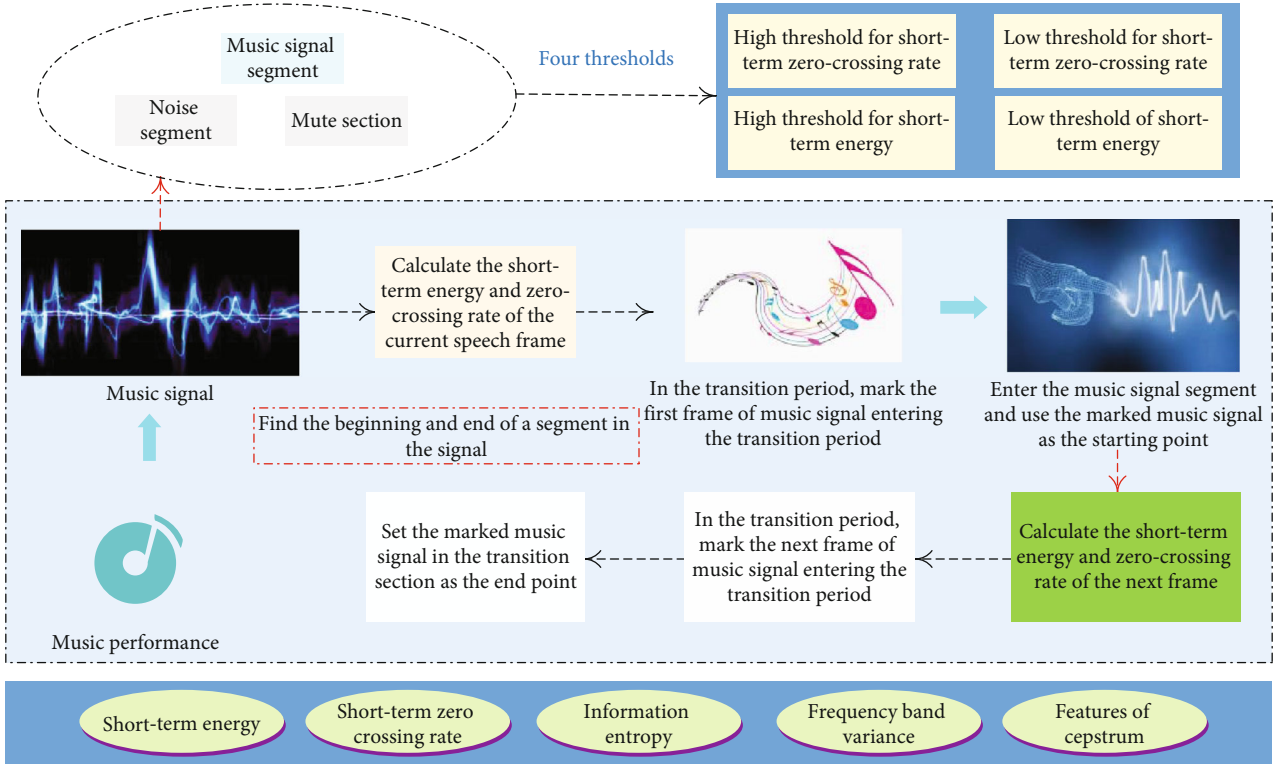 Music signal
segment
Noise
segment
Mute section
Four thresholds
High threshold for short-
term zero-crossing rate
Low threshold for short-
term zero-crossing rate
High threshold for short-
term energy
Low threshold of short-
term energy
Music signal
Calculate the short-
term energy and zero-
crossing rate of the
current speech frame
In the transition period, mark the
first frame of music signal entering
the transition period
Enter the music signal segment
and use the marked music signal
as the starting point
Find the beginning and end of a segment in
the signal
Music performance
Set the marked music
signal in the transition
section as the end point
In the transition period,
mark the next frame of
music signal entering the
transition period
Calculate the short-term
energy and zero-crossing
rate of the next frame
Short-term energy
Short-term zero
crossing rate
Information
entropy
Frequency band
variance
Features of
cepstrum